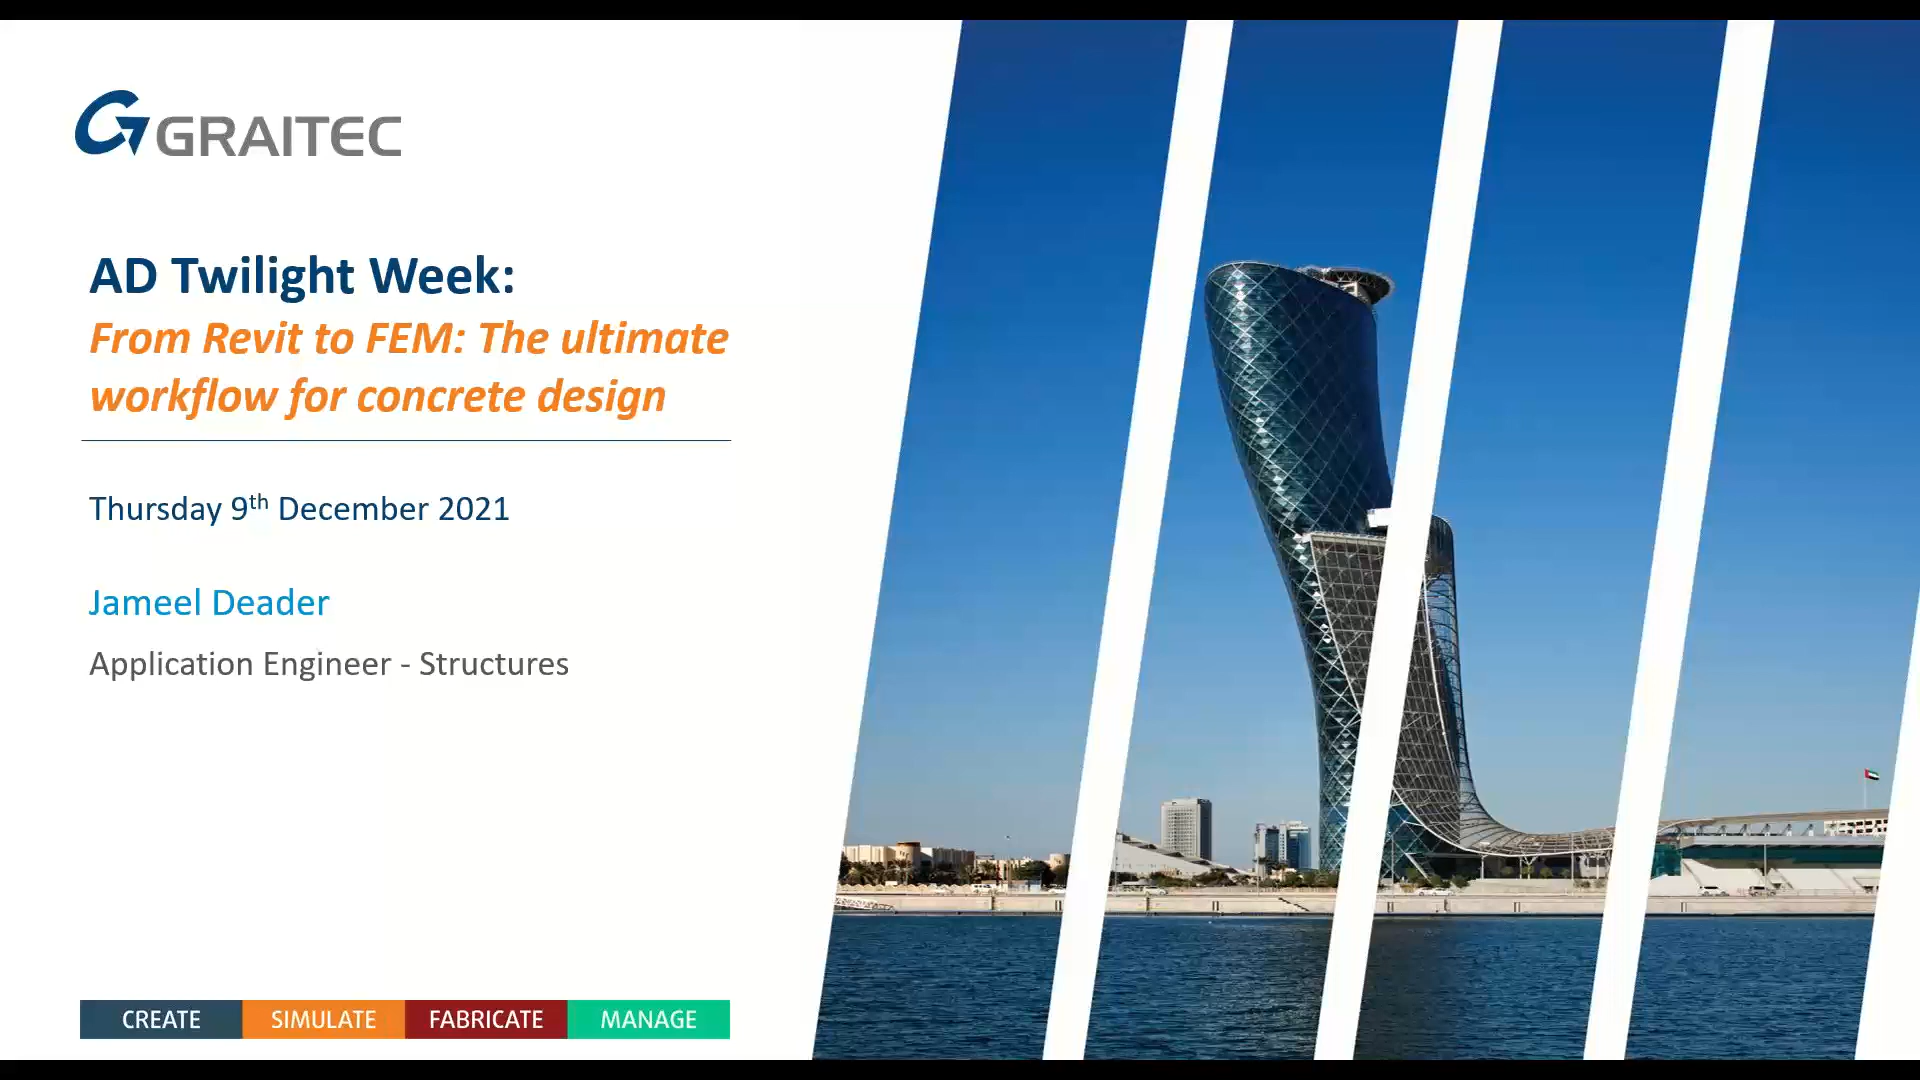 GRAITEC
AD Twilight Week:
From Revit to FEM: The ultimate
workflow for concrete design
Thursday 9th December 2021
Jameel Deader
Application Engineer - Structures
CREATE SIMULATE FABRICATE MANAGE